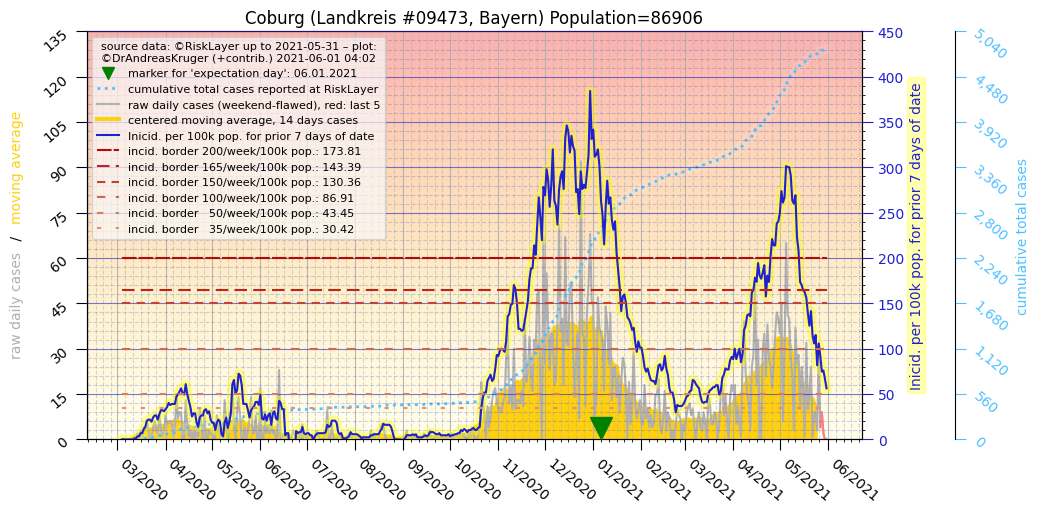 Coburg (Landkreis #09473, Bayern) Population=86906
source data: ©RiskLayer up to 2021-05-31 – plot:
©DrAndreasKruger (+contrib.) 2021-06-01 04:02
marker for 'expectation day': 06.01.2021
cumulative total cases reported at RiskLayer
raw daily cases (weekend-flawed), red: last 5
centered moving average, 14 days cases
Inicid. per 100k pop. for prior 7 days of date
incid. border 200/week/100k pop.: 173.81
incid. border 165/week/100k pop.: 143.39
incid. border 150/week/100k pop.: 130.36
incid. border 100/week/100k pop.: 86.91
incid. border   50/week/100k pop.: 43.45
incid. border   35/week/100k pop.: 30.42
raw daily cases / moving average
135
120
105
90
75
60
45
30
15
0
03/2020
04/2020
05/2020
06/2020
07/2020
08/2020
09/2020
10/2020
11/2020
12/2020
01/2021
02/2021
03/2021
04/2021
05/2021
06/2021
450
400
350
300
250
200
150
100
50
0
Inicid. per 100k pop. for prior 7 days of date
5,040
4,480
3,920
3,360
2,800
2,240
1,680
1,120
560
0
cumulative total cases